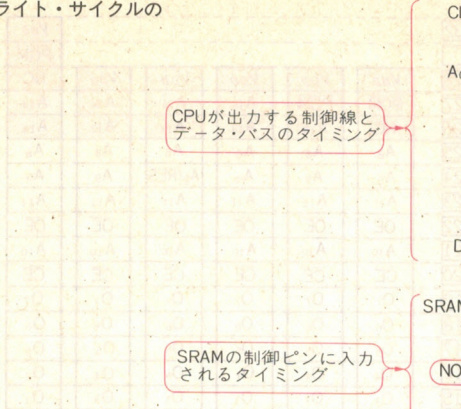 ライト・サイクルの
CPUが出力する制御線と
データ・バスのタイミング
SRAMの制御ピンに入力
されるタイミング
SRAM
NO